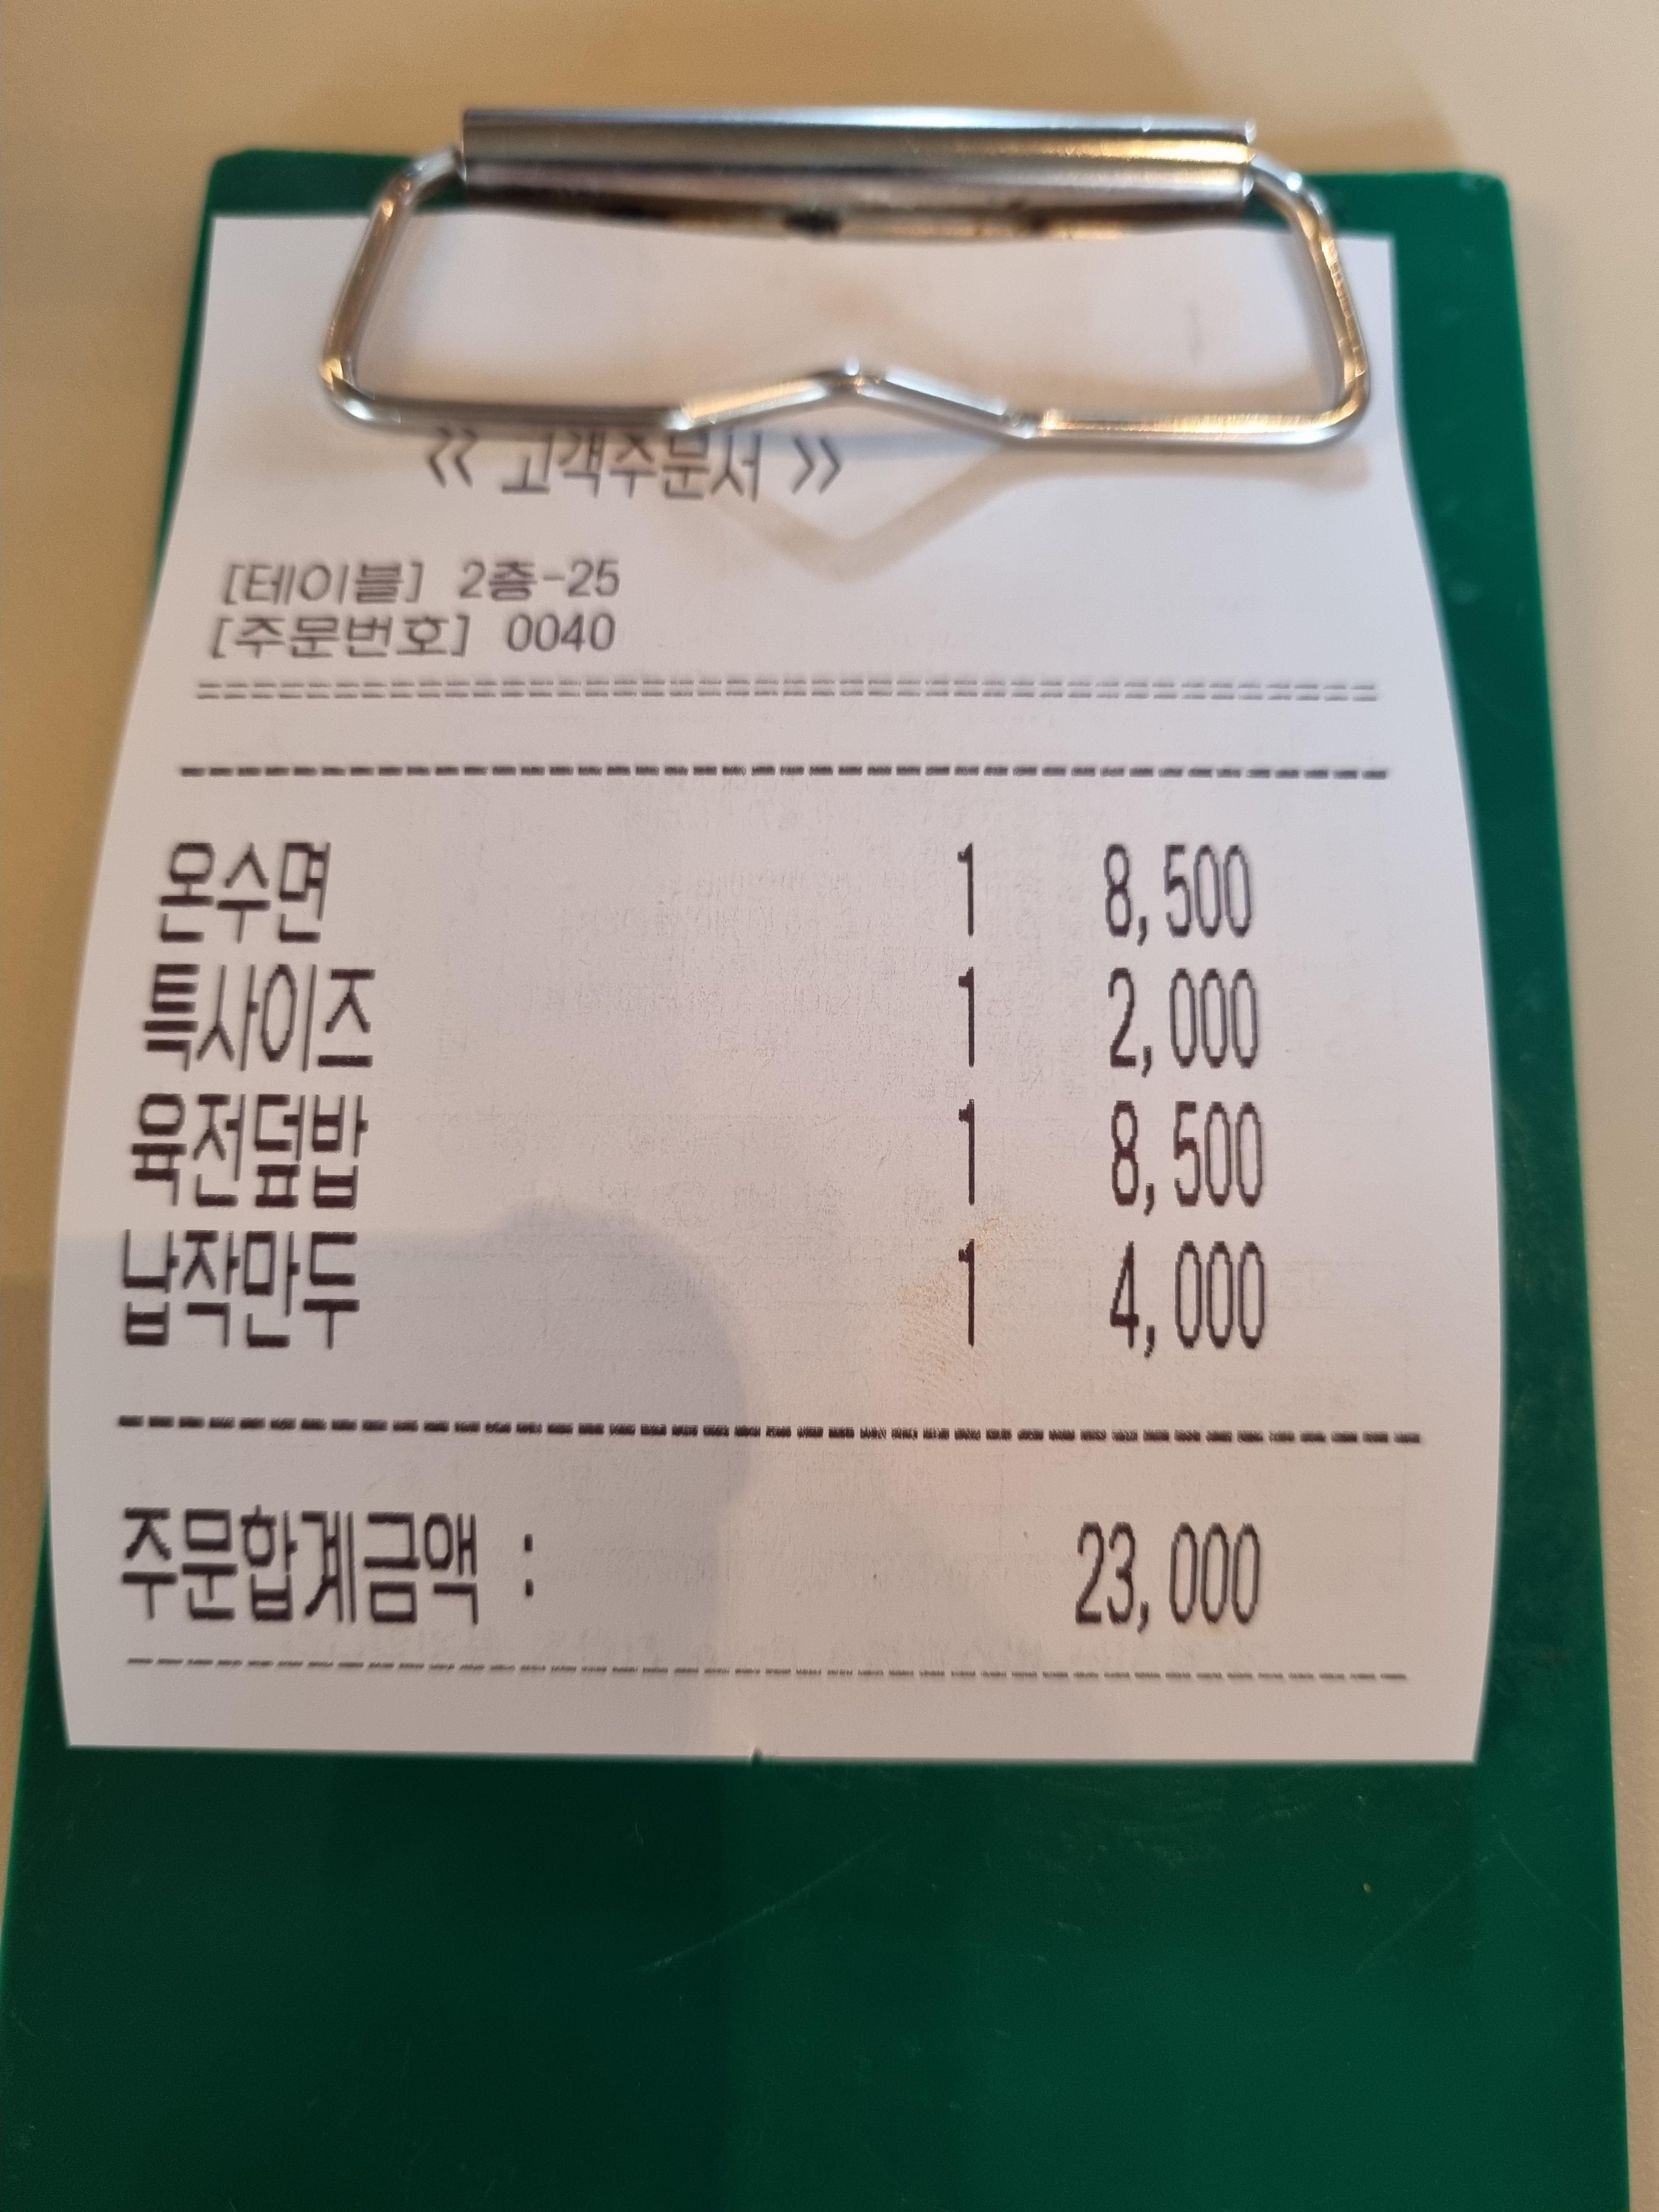 << 고객주문서 >>
[테이블] 2층-25
[주문번호] 0040
온수면 1 8,500
특사이즈 1 2,000
육전덮밥 1 8,500
납작만두 1 4,000
주문합계금액 : 23,000